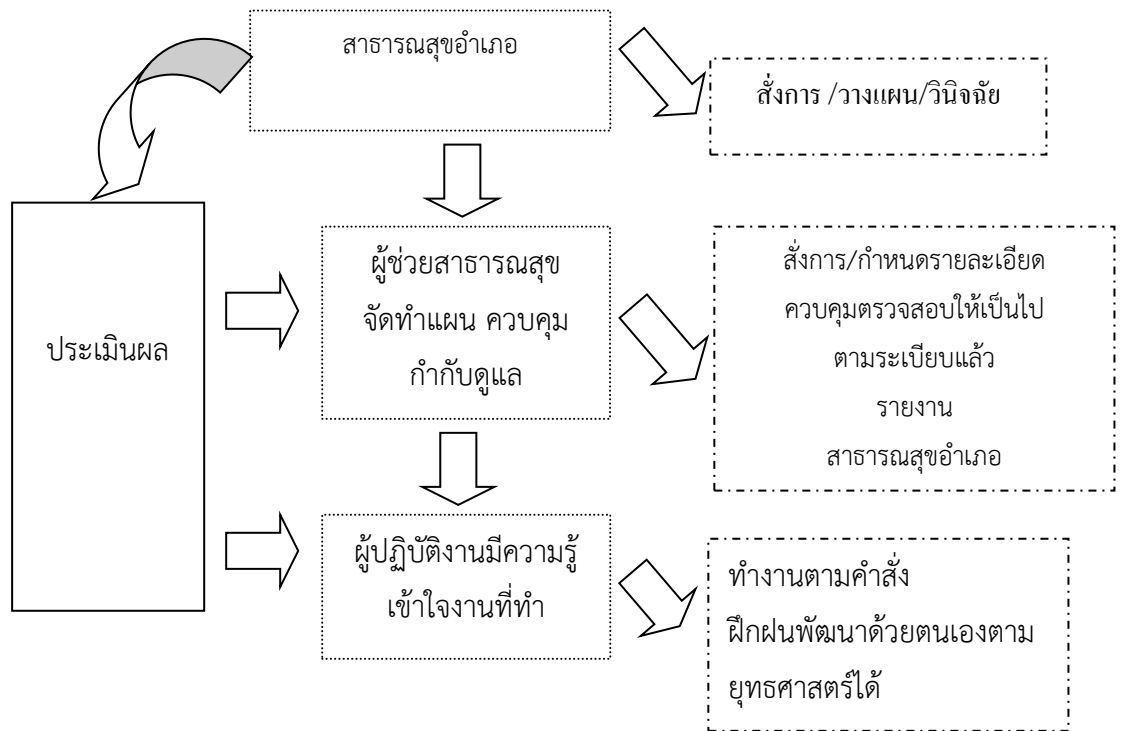 สาธารณสุขอำเภอ
สั่งการ /วางแผน/วินิจฉัย
ประเมินผล
ผู้ช่วยสาธารณสุข
จัดทำแผน ควบคุม
กำกับดูแล
สั่งการ/กำหนดรายละเอียด
ควบคุมตรวจสอบให้เป็นไป
ตามระเบียบแล้ว
รายงาน
สาธารณสุขอำเภอ
ผู้ปฏิบัติงานมีความรู้
เข้าใจงานที่ทำ
ทำงานตามคำสั่ง
ฝึกฝนพัฒนาด้วยตนเองตาม
ยุทธศาสตร์ได้